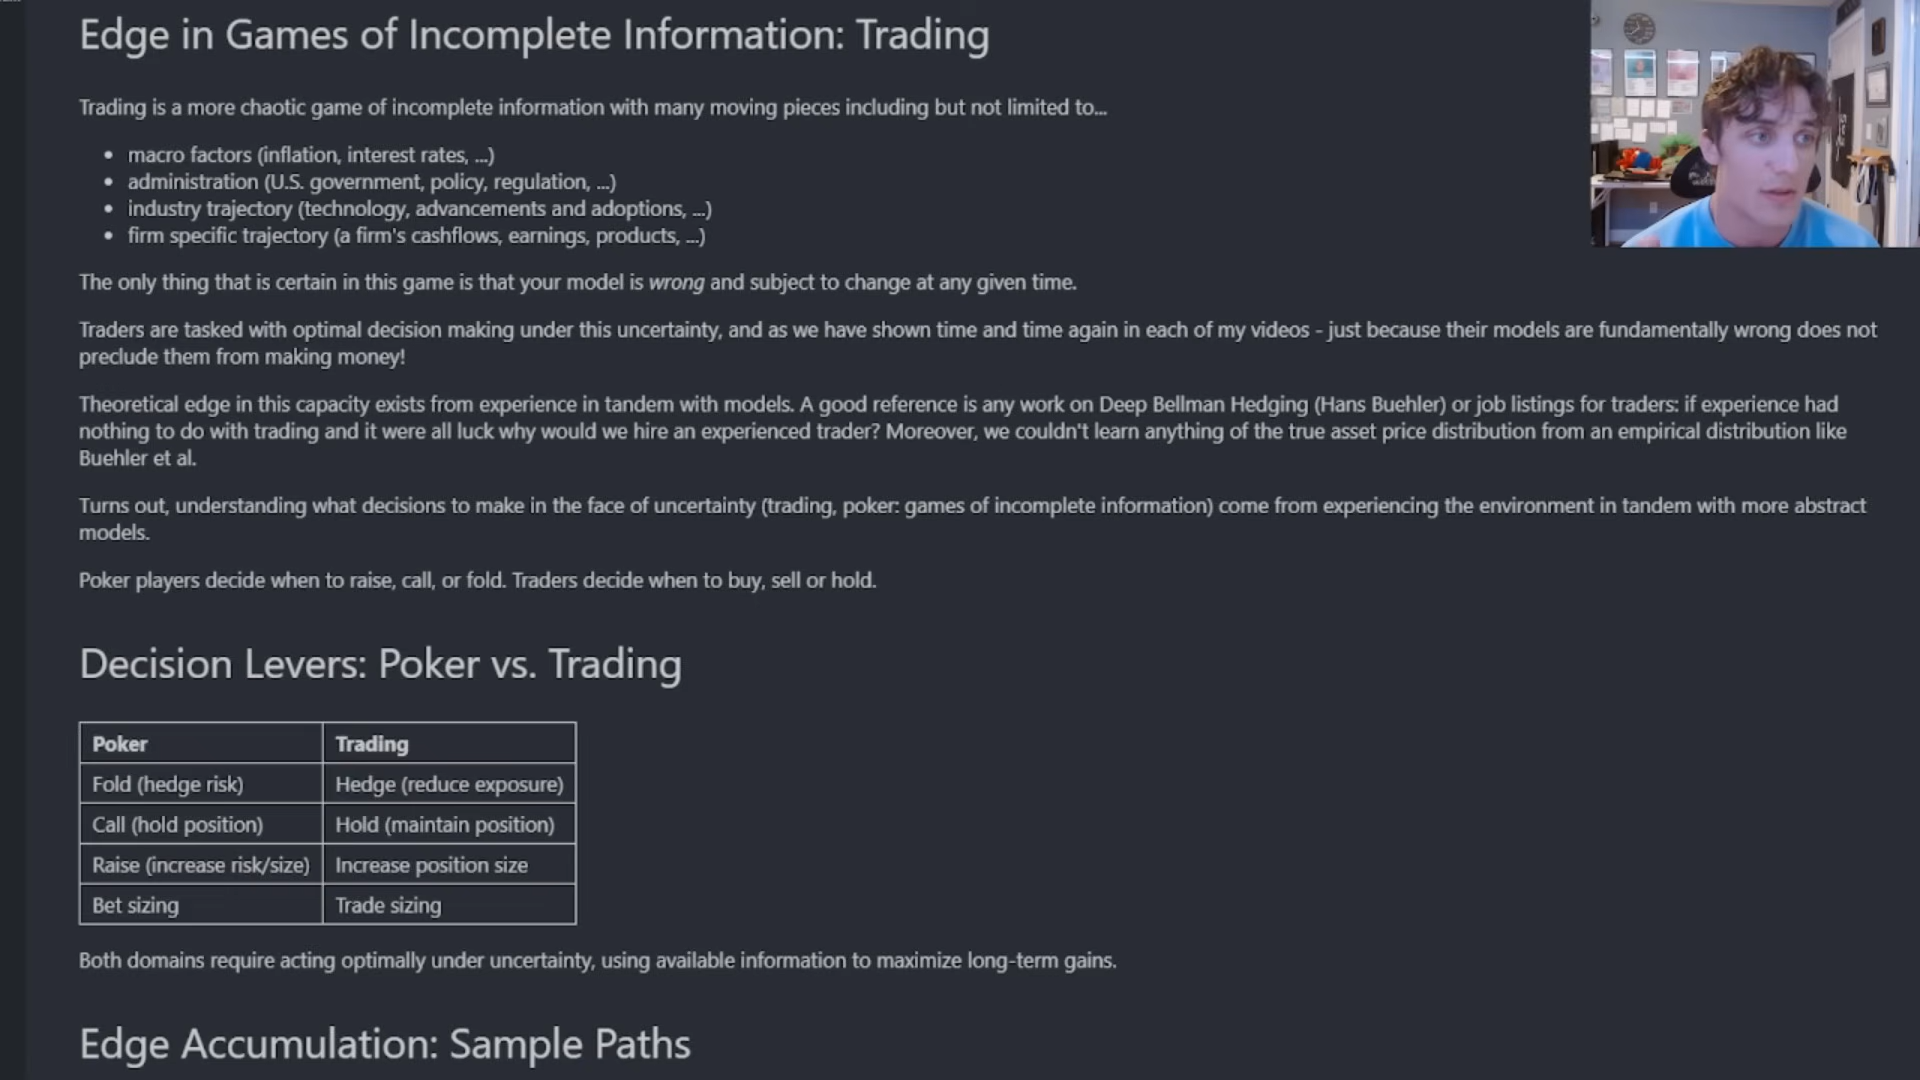 Edge in Games of Incomplete Information: Trading
Trading is a more chaotic game of incomplete information with many moving pieces including but not limited to...
• macro factors (inflation, interest rates, ...)
• administration (U.S. government, policy, regulation, ...)
• industry trajectory (technology, advancements and adoptions, ...)
• firm specific trajectory (a firm's cashflows, earnings, products, ...)
The only thing that is certain in this game is that your model is wrong and subject to change at any given time.
Traders are tasked with optimal decision making under this uncertainty, and as we have shown time and time again in each of my videos - just because their models are fundamentally wrong does not
preclude them from making money!
Theoretical edge in this capacity exists from experience in tandem with models. A good reference is any work on Deep Bellman Hedging (Hans Buehler) or job listings for traders: if experience had
nothing to do with trading and it were all luck why would we hire an experienced trader? Moreover, we couldn't learn anything of the true asset price distribution from an empirical distribution like
Buehler et al.
Turns out, understanding what decisions to make in the face of uncertainty (trading, poker: games of incomplete information) come from experiencing the environment in tandem with more abstract
models.
Poker players decide when to raise, call, or fold. Traders decide when to buy, sell or hold.
Decision Levers: Poker vs. Trading
Poker Trading
Fold (hedge risk) Hedge (reduce exposure)
Call (hold position) Hold (maintain position)
Raise (increase risk/size) Increase position size
Bet sizing Trade sizing
Both domains require acting optimally under uncertainty, using available information to maximize long-term gains.
Edge Accumulation: Sample Paths